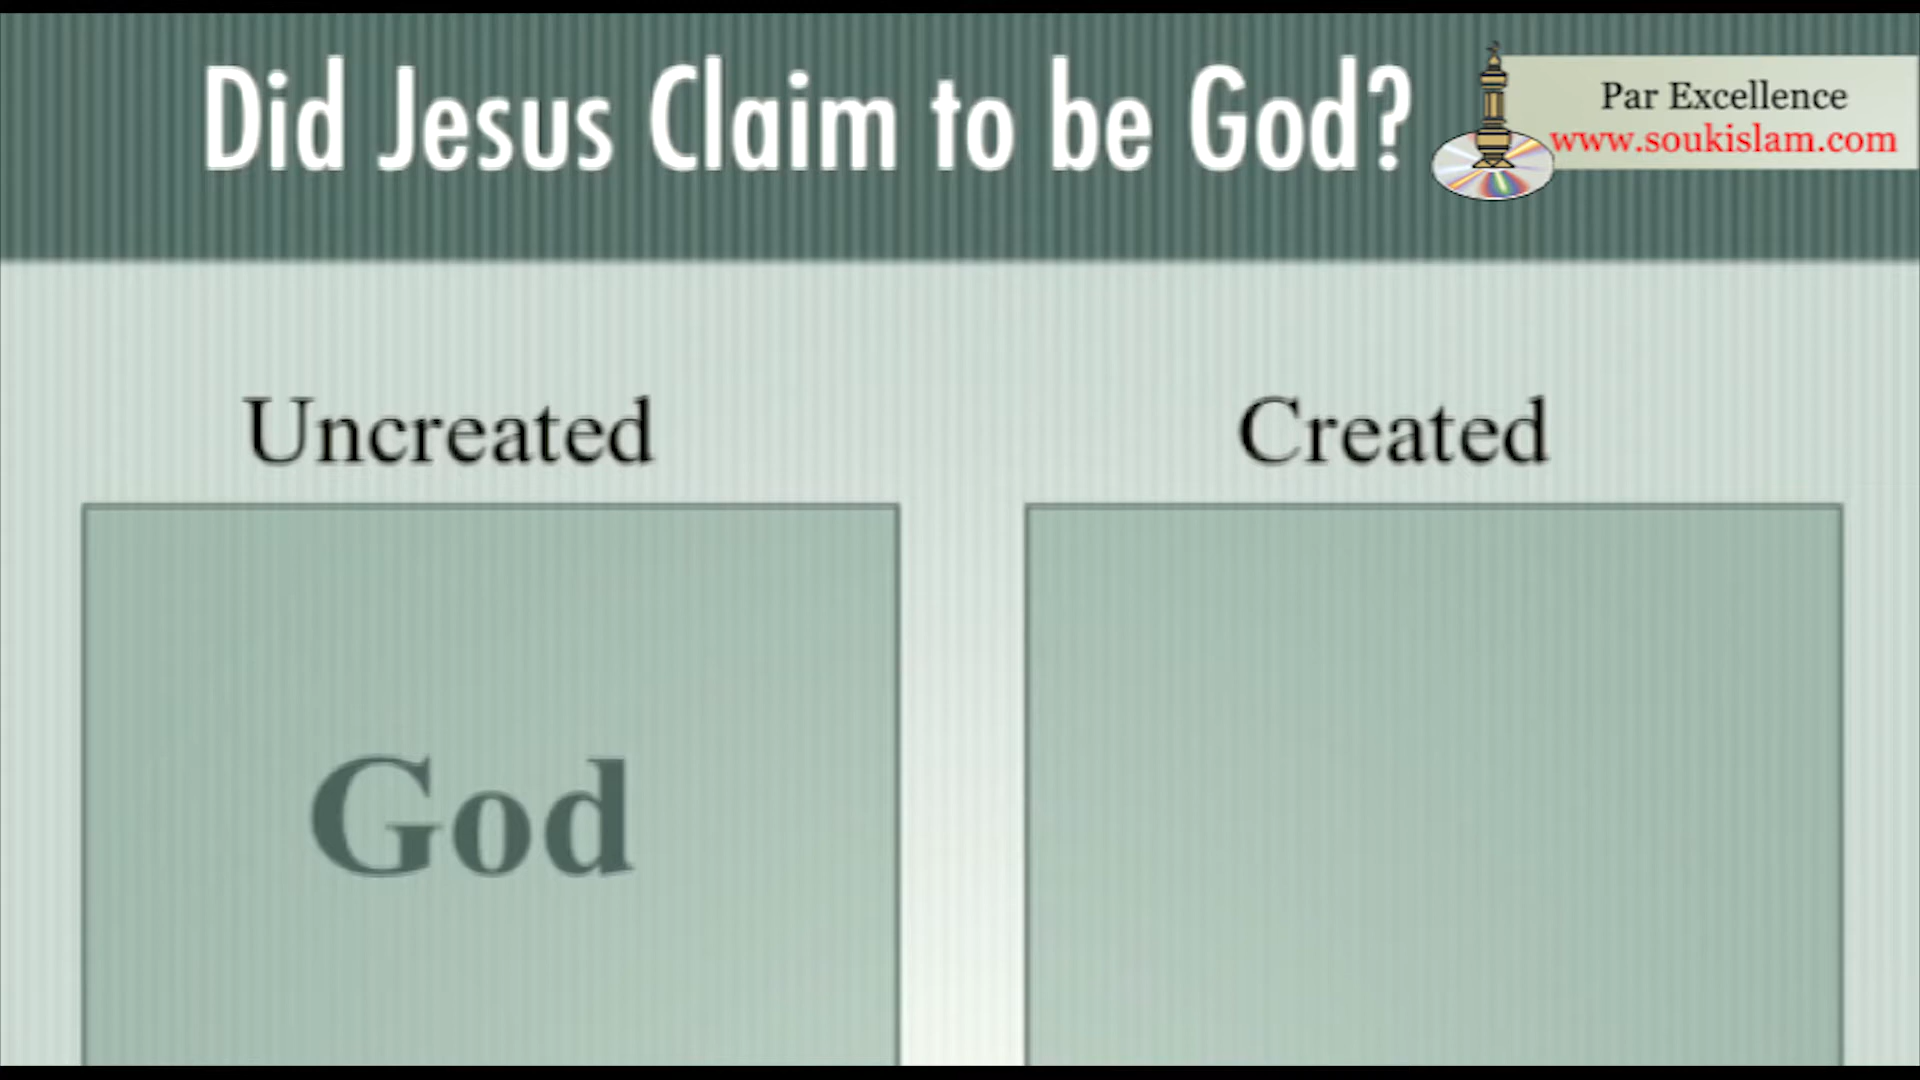 Did Jesus Claim to be God?
Par Excellence
www.soukislam.com
Uncreated
Created
God